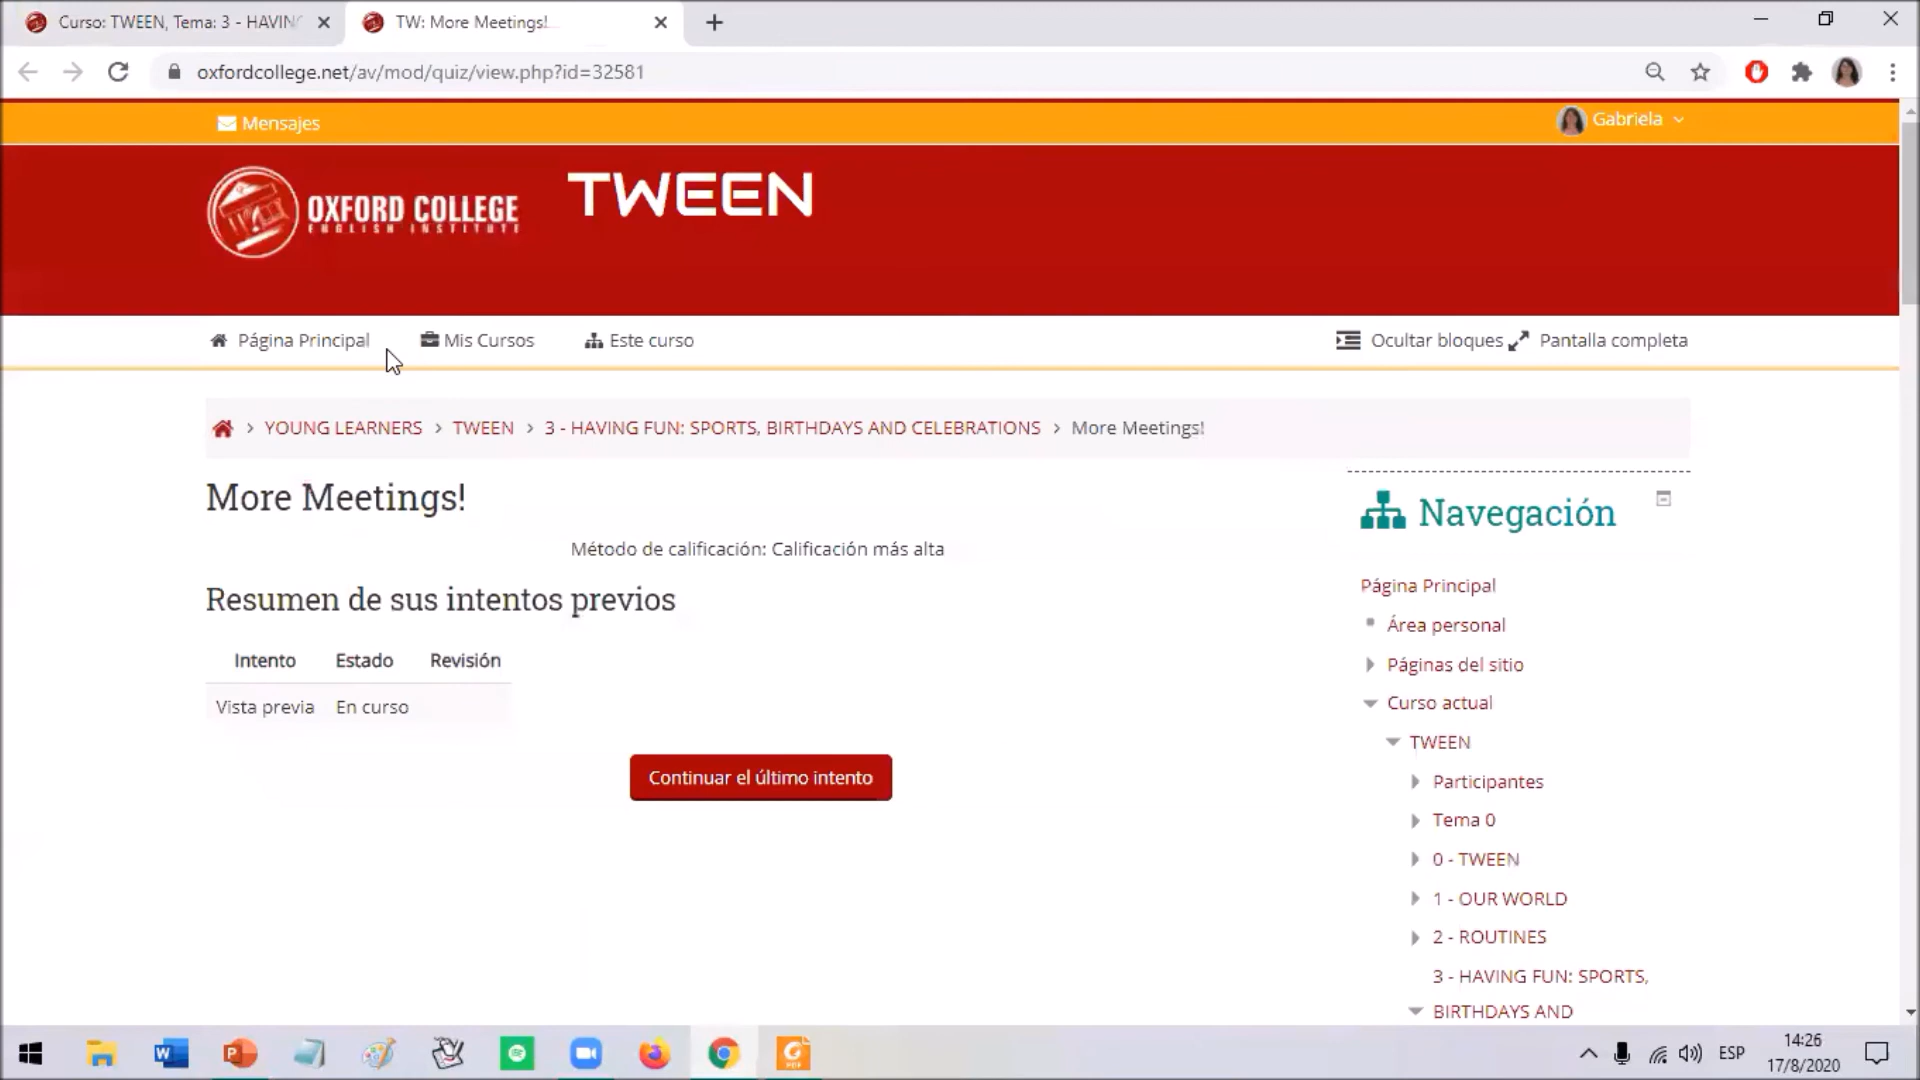 Curso: TWEEN, Tema: 3 - HAVIN
TW: More Meetings!
oxfordcollege.net/av/mod/quiz/view.php?id=32581
Mensajes
Gabriela
OXFORD COLLEGE
ENGLISH INSTITUTE
TWEEN
Página Principal
Mis Cursos
Este curso
Ocultar bloques
Pantalla completa
YOUNG LEARNERS > TWEEN > 3 - HAVING FUN: SPORTS, BIRTHDAYS AND CELEBRATIONS > More Meetings!
More Meetings!
Método de calificación: Calificación más alta
Resumen de sus intentos previos
Intento Estado Revisión
Vista previa En curso
Continuar el último intento
Navegación
Página Principal
Área personal
Páginas del sitio
Curso actual
TWEEN
Participantes
Tema 0
0 - TWEEN
1 - OUR WORLD
2 - ROUTINES
3 - HAVING FUN: SPORTS,
BIRTHDAYS AND
ESP
14:26
17/8/2020